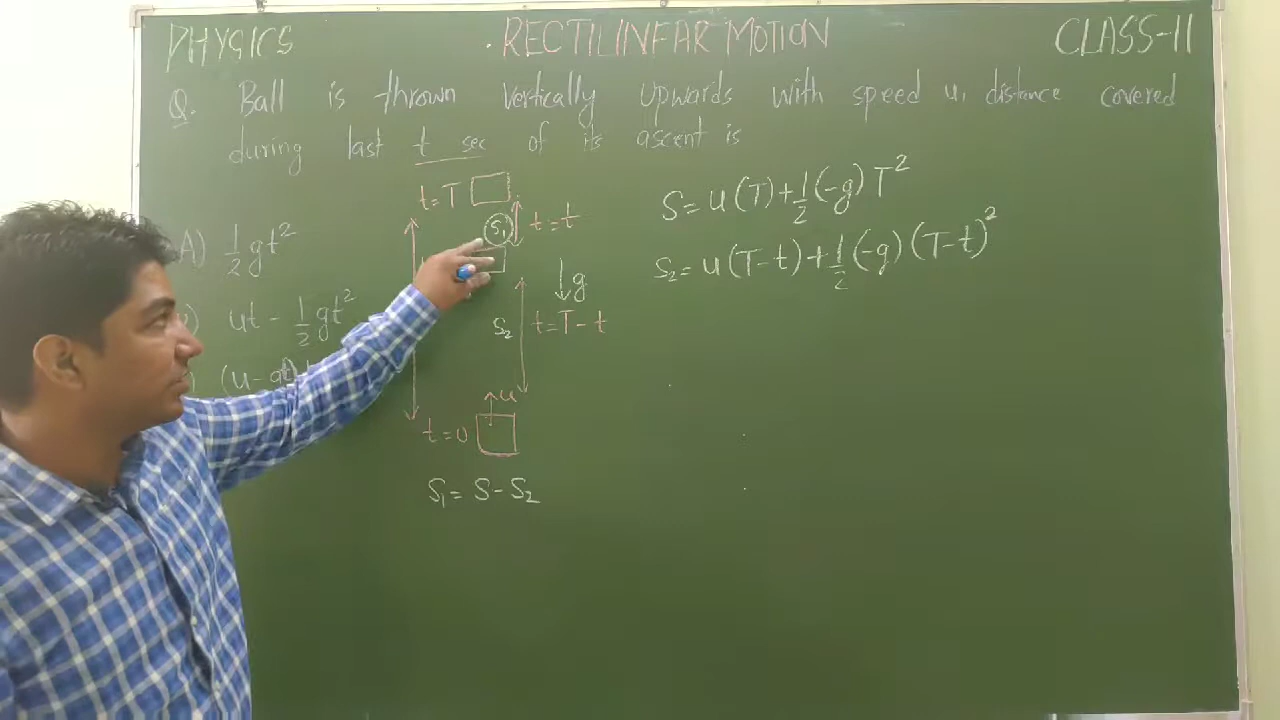 PHYSICS
RECTILINEAR MOTION
CLASS-11
Q. Ball is thrown vertically upwards with speed u, distance covered
during last t sec of its ascent is
A) 1/2 gt²
ut - 1/2 gt²
(u - gt)
t=T
S₁
t=t
g
S₂
t=T-t
u
t=0
S₁= S-S₂
S= u(T)+1/2(-g)T²
S₂= u(T-t)+1/2(-g)(T-t)²